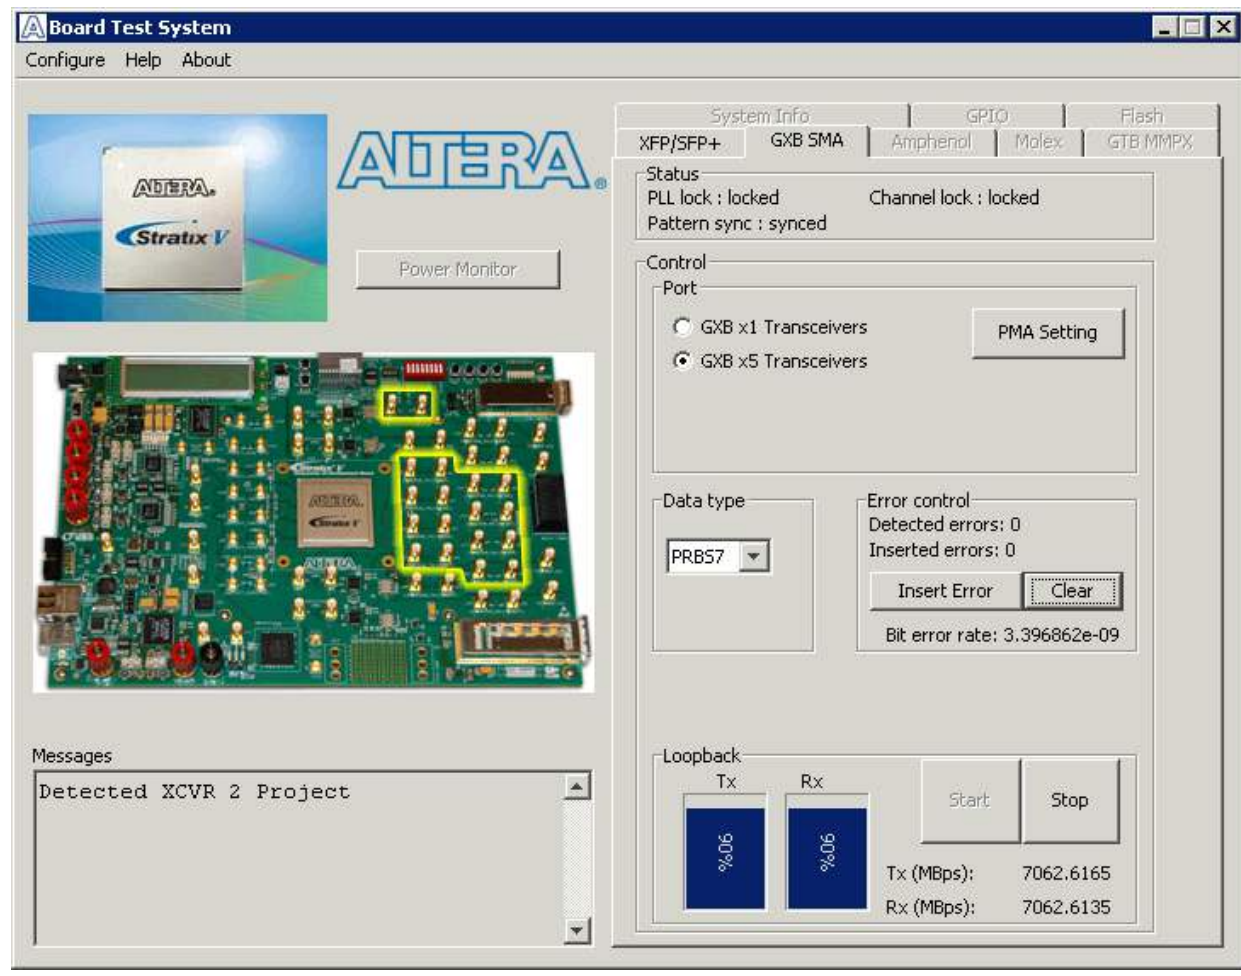 Board Test System
Configure Help About
System Info GPIO Flash
XFP/SFP+ GXB SMA Amphenol Molex GTB MMPX
ALTERA®
ALTERA.
Stratix V
Power Monitor
Status
PLL lock : locked Channel lock : locked
Pattern sync : synced
Control
Port
GXB x1 Transceivers
GXB x5 Transceivers
PMA Setting
Stratix V
ALTERA.
Stratix V
ALTERA
Data type
PRBS7
Error control
Detected errors: 0
Inserted errors: 0
Insert Error Clear
Bit error rate: 3.396862e-09
Messages
Detected XCVR 2 Project
Loopback
Tx Rx
90% 90%
Start Stop
Tx (MBps): 7062.6165
Rx (MBps): 7062.6135